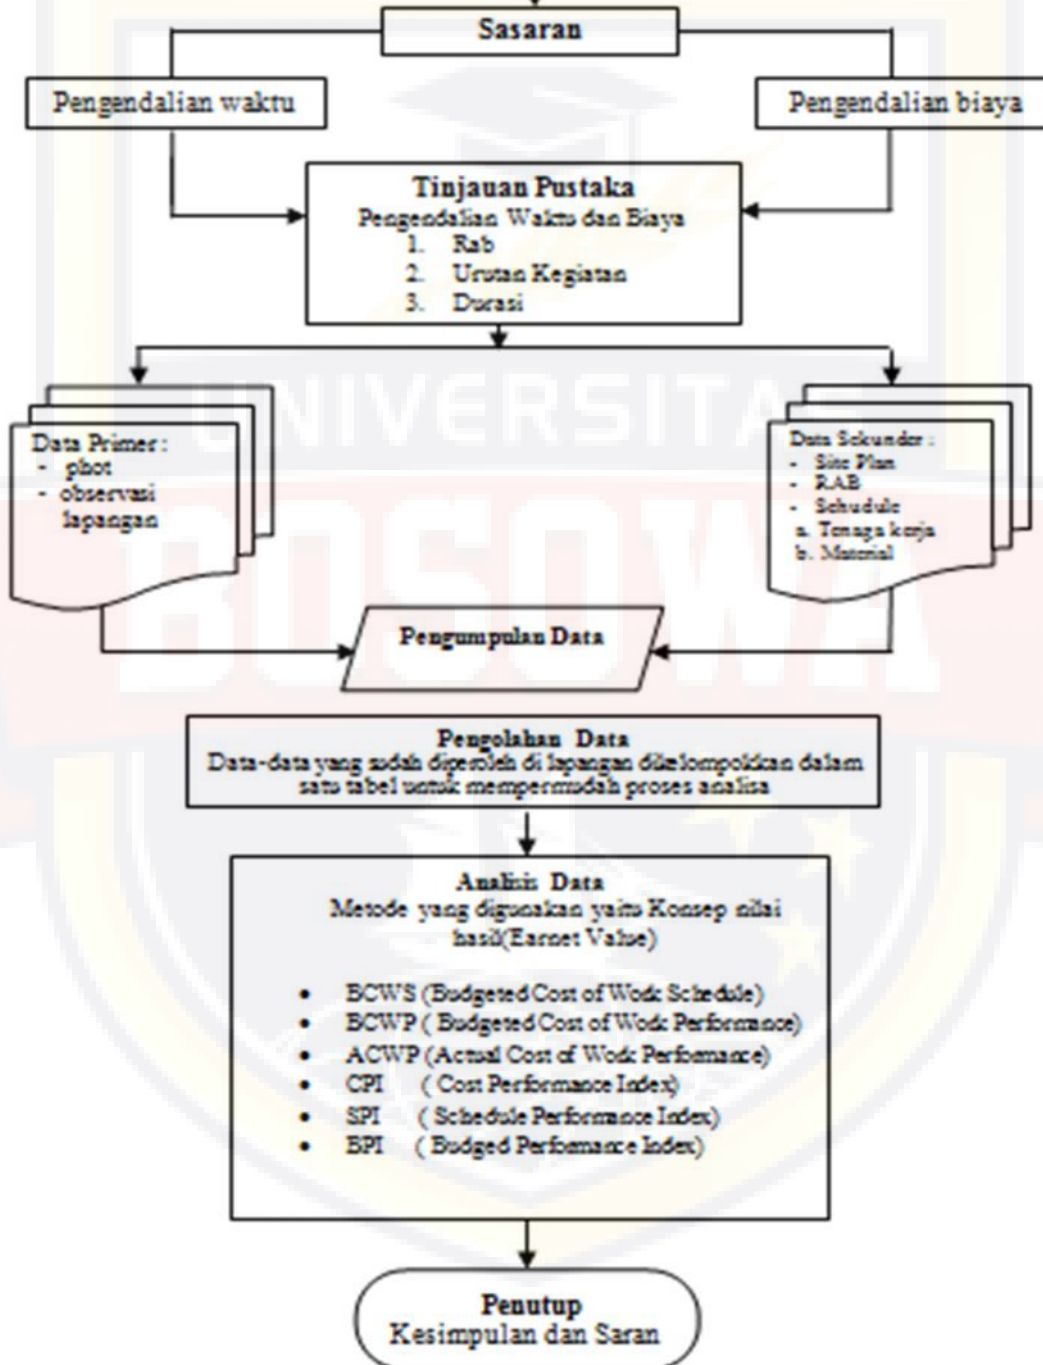 Sasaran
Pengendalian waktu
Pengendalian biaya
Tinjauan Pustaka
Pengendalian Waktu dan Biaya
1. Rab
2. Urutan Kegiatan
3. Durasi
UNIVERSITAS
BOSOWA
Data Primer :
- phot
- observasi
lapangan
Data Sekunder :
- Site Plan
- RAB
- Schudule
a. Tenaga kerja
b. Material
Pengumpulan Data
Pengolahan Data
Data-data yang sudah diperoleh di lapangan dikelompokkan dalam
satu tabel untuk mempermudah proses analisa
Analisis Data
Metode yang digunakan yaitu Konsep nilai
hasil(Earnet Value)
• BCWS (Budgeted Cost of Work Schedule)
• BCWP ( Budgeted Cost of Work Performance)
• ACWP (Actual Cost of Work Performance)
• CPI ( Cost Performance Index)
• SPI ( Schedule Performance Index)
• BPI ( Budged Performance Index)
Penutup
Kesimpulan dan Saran